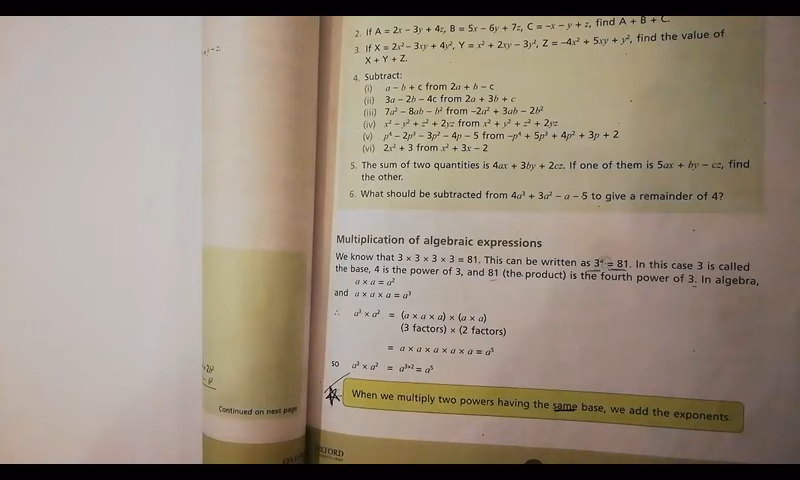 2. If A = 2x – 3y + 4z, B = 5x – 6y + 7z, C = –x – y + z, find A + B + C.
3. If X = 2x² – 3xy + 4y², Y = x² + 2xy – 3y², Z = –4x² + 5xy + y², find the value of
X + Y + Z.
4. Subtract:
(i) a – b + c from 2a + b – c
(ii) 3a – 2b – 4c from 2a + 3b + c
(iii) 7a² – 8ab – b² from –2a² + 3ab – 2b²
(iv) x² – y² + z² + 2yz from x² + y² + z² + 2yz
(v) p⁴ – 2p³ – 3p² – 4p – 5 from –p⁴ + 5p³ + 4p² + 3p + 2
(vi) 2x² + 3 from x² + 3x – 2
5. The sum of two quantities is 4ax + 3by + 2cz. If one of them is 5ax + by – cz, find
the other.
6. What should be subtracted from 4a³ + 3a² – a – 5 to give a remainder of 4?
Multiplication of algebraic expressions
We know that 3 × 3 × 3 × 3 = 81. This can be written as 3⁴ = 81. In this case 3 is called
the base, 4 is the power of 3, and 81 (the product) is the fourth power of 3. In algebra,
a × a = a²
and a × a × a = a³
∴ a³ × a² = (a × a × a) × (a × a)
(3 factors) × (2 factors)
= a × a × a × a × a = a⁵
so a³ × a² = a³⁺² = a⁵
When we multiply two powers having the same base, we add the exponents.
Continued on next page
OXFORD